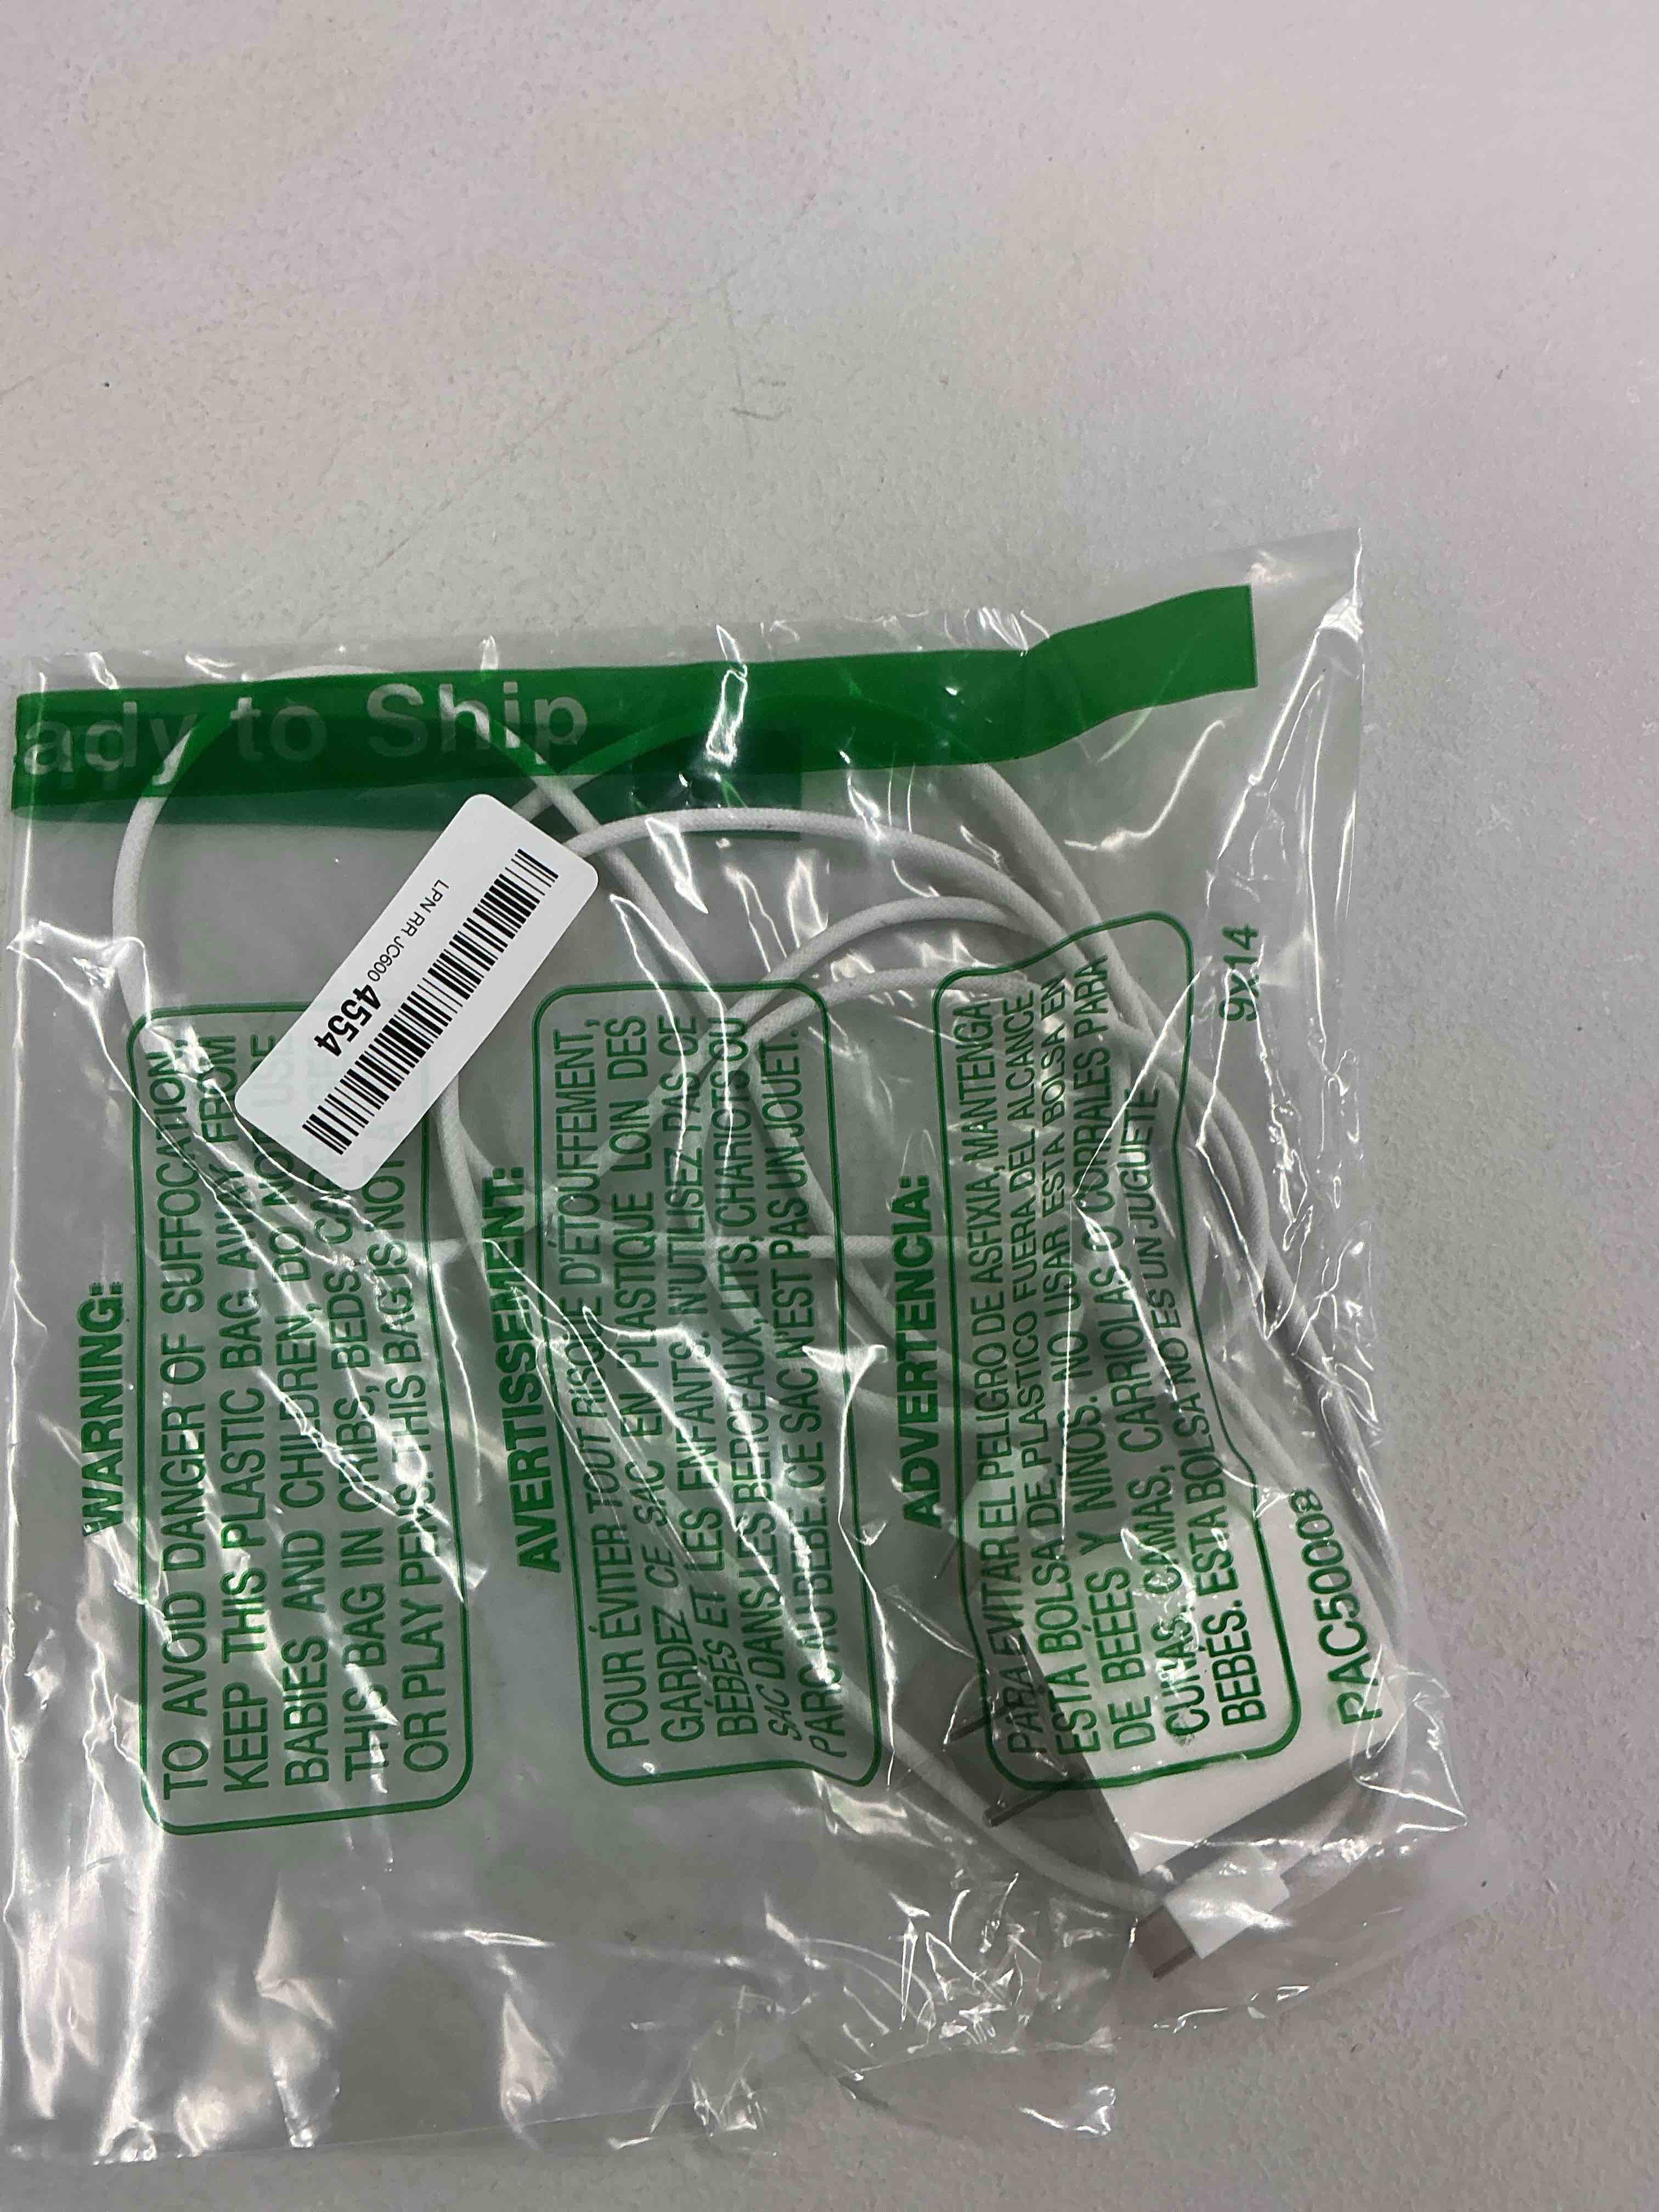 ady to Ship
LPN RR JC600 4554
WARNING:
TO AVOID DANGER OF SUFFOCATION,
KEEP THIS PLASTIC BAG AWAY FROM
BABIES AND CHILDREN. DO NOT USE
THIS BAG IN CRIBS, BEDS,
OR PLAY PENS. THIS BAG IS NOT A
AVERTISSEMENT:
POUR ÉVITER TOUT RISQUE D'ÉTOUFFEMENT,
GARDEZ CE SAC EN PLASTIQUE LOIN DES
BÉBÉS ET LES ENFANTS. N'UTILISEZ PAS CE
SAC DANS LES BERCEAUX, LITS, CHARIOTS OU
PARC AU BEBE. CE SAC N'EST PAS UN JOUET.
ADVERTENCIA:
PARA EVITAR EL PELIGRO DE ASFIXIA, MANTENGA
ESTA BOLSA DE PLASTICO FUERA DEL ALCANCE
DE BEÉES Y NINOS. NO USAR ESTA BOLSA EN
CUNAS, CAMAS, CARRIOLAS O CORRALES PARA
BEBÉS. ESTA BOLSA NO ES UN JUGUETE
9x14
PAC50008